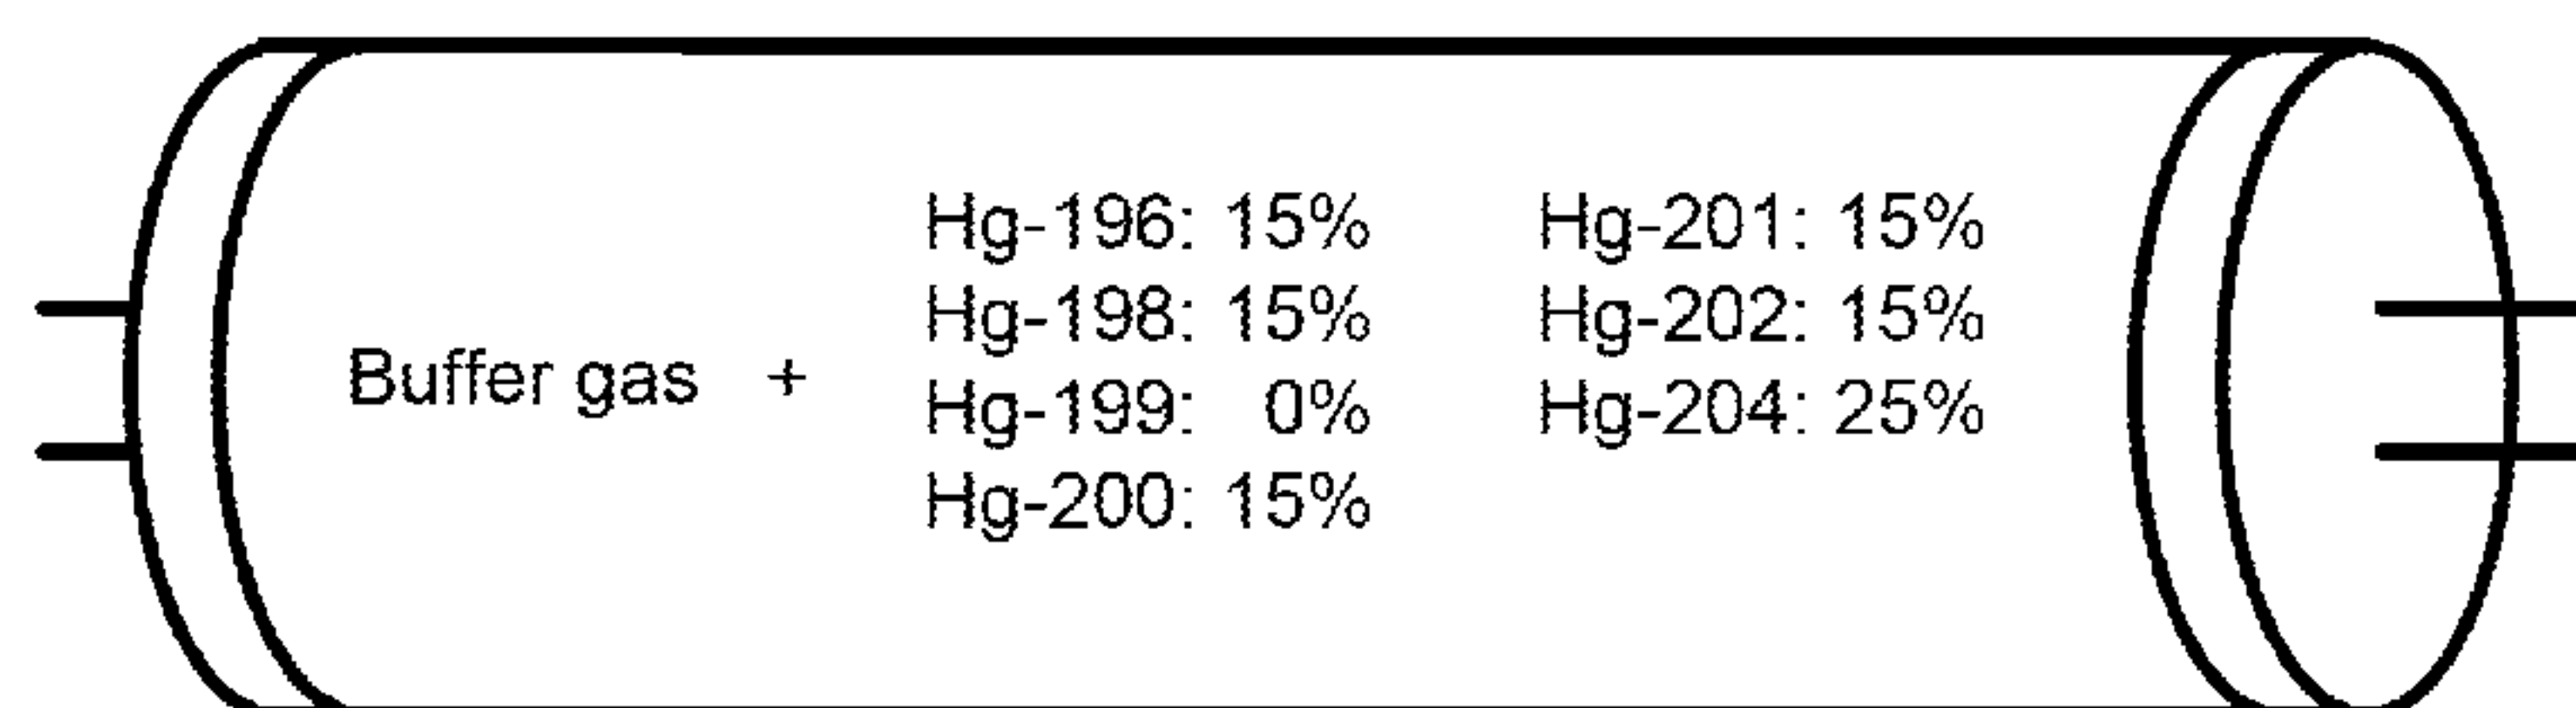 Hg-196: 15% Hg-201: 15%
Hg-198: 15% Hg-202: 15%
Buffer gas + Hg-199: 0% Hg-204: 25%
Hg-200: 15%